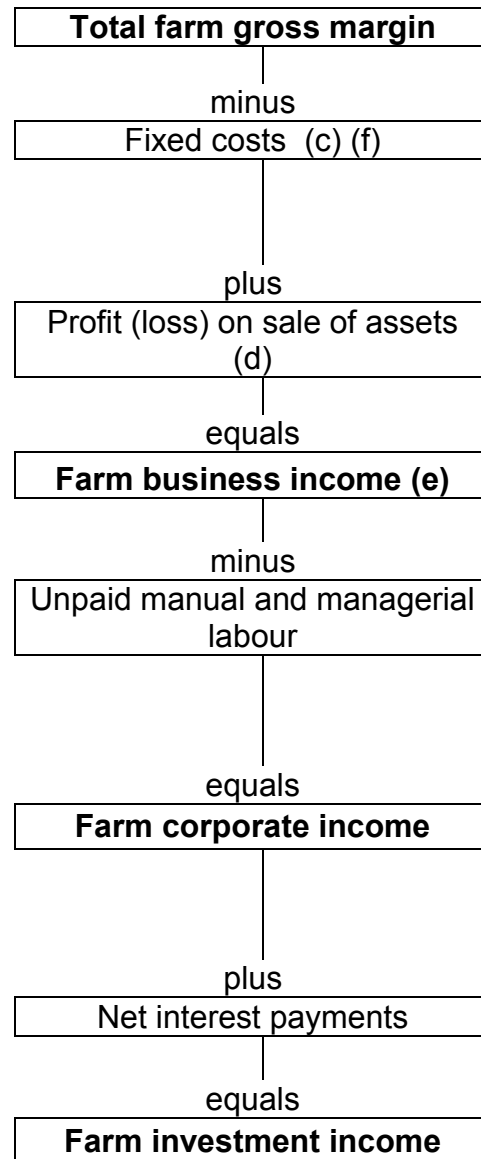 Total farm gross margin
minus
Fixed costs (c) (f)
plus
Profit (loss) on sale of assets
(d)
equals
Farm business income (e)
minus
Unpaid manual and managerial
labour
equals
Farm corporate income
plus
Net interest payments
equals
Farm investment income